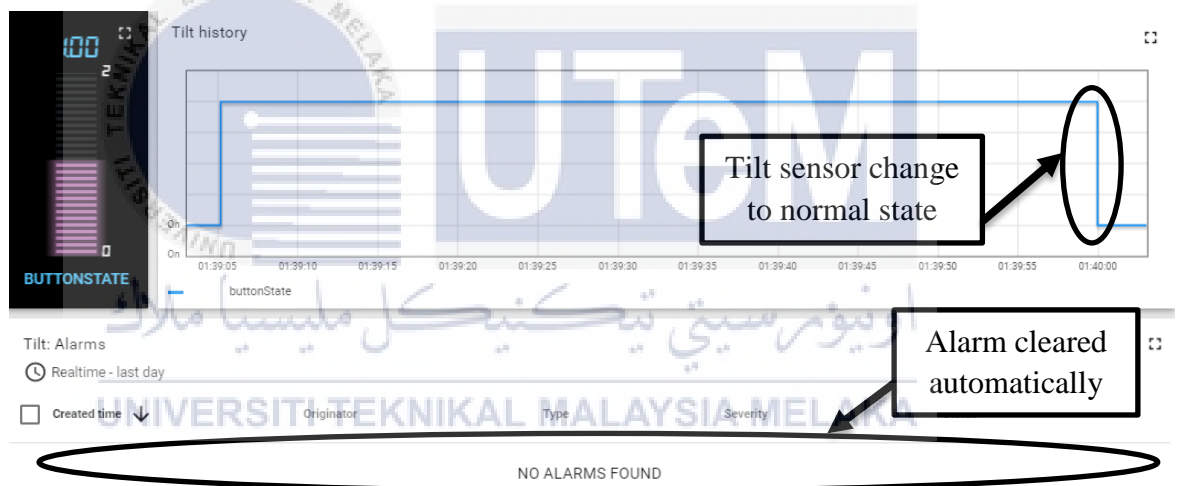 1.00
2
0
BUTTONSTATE
Tilt history
On
On
01:39:05 01:39:10 01:39:15 01:39:20 01:39:25 01:39:30 01:39:35 01:39:40 01:39:45 01:39:50 01:39:55 01:40:00
buttonState
Tilt sensor change
to normal state
UTeM
اونيۏرسيتي تيكنيكل مليسيا ملاك
UNIVERSITI TEKNIKAL MALAYSIA MELAKA
Tilt: Alarms
Realtime - last day
Alarm cleared
automatically
Created time Originator Type Severity
NO ALARMS FOUND